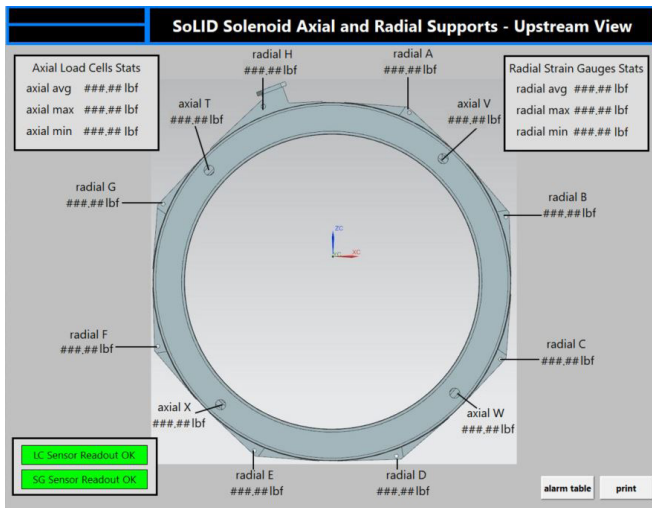 SoLID Solenoid Axial and Radial Supports - Upstream View
Axial Load Cells Stats
axial avg ###.## lbf
axial max ###.## lbf
axial min ###.## lbf
radial H
###.## lbf
radial A
###.## lbf
Radial Strain Gauges Stats
radial avg ###.## lbf
radial max ###.## lbf
radial min ###.## lbf
axial T
###.## lbf
axial V
###.## lbf
radial G
###.## lbf
radial B
###.## lbf
ZC
YC XC
radial F
###.## lbf
radial C
###.## lbf
axial X
###.## lbf
axial W
###.## lbf
LC Sensor Readout OK
SG Sensor Readout OK
radial E
###.## lbf
radial D
###.## lbf
alarm table
print